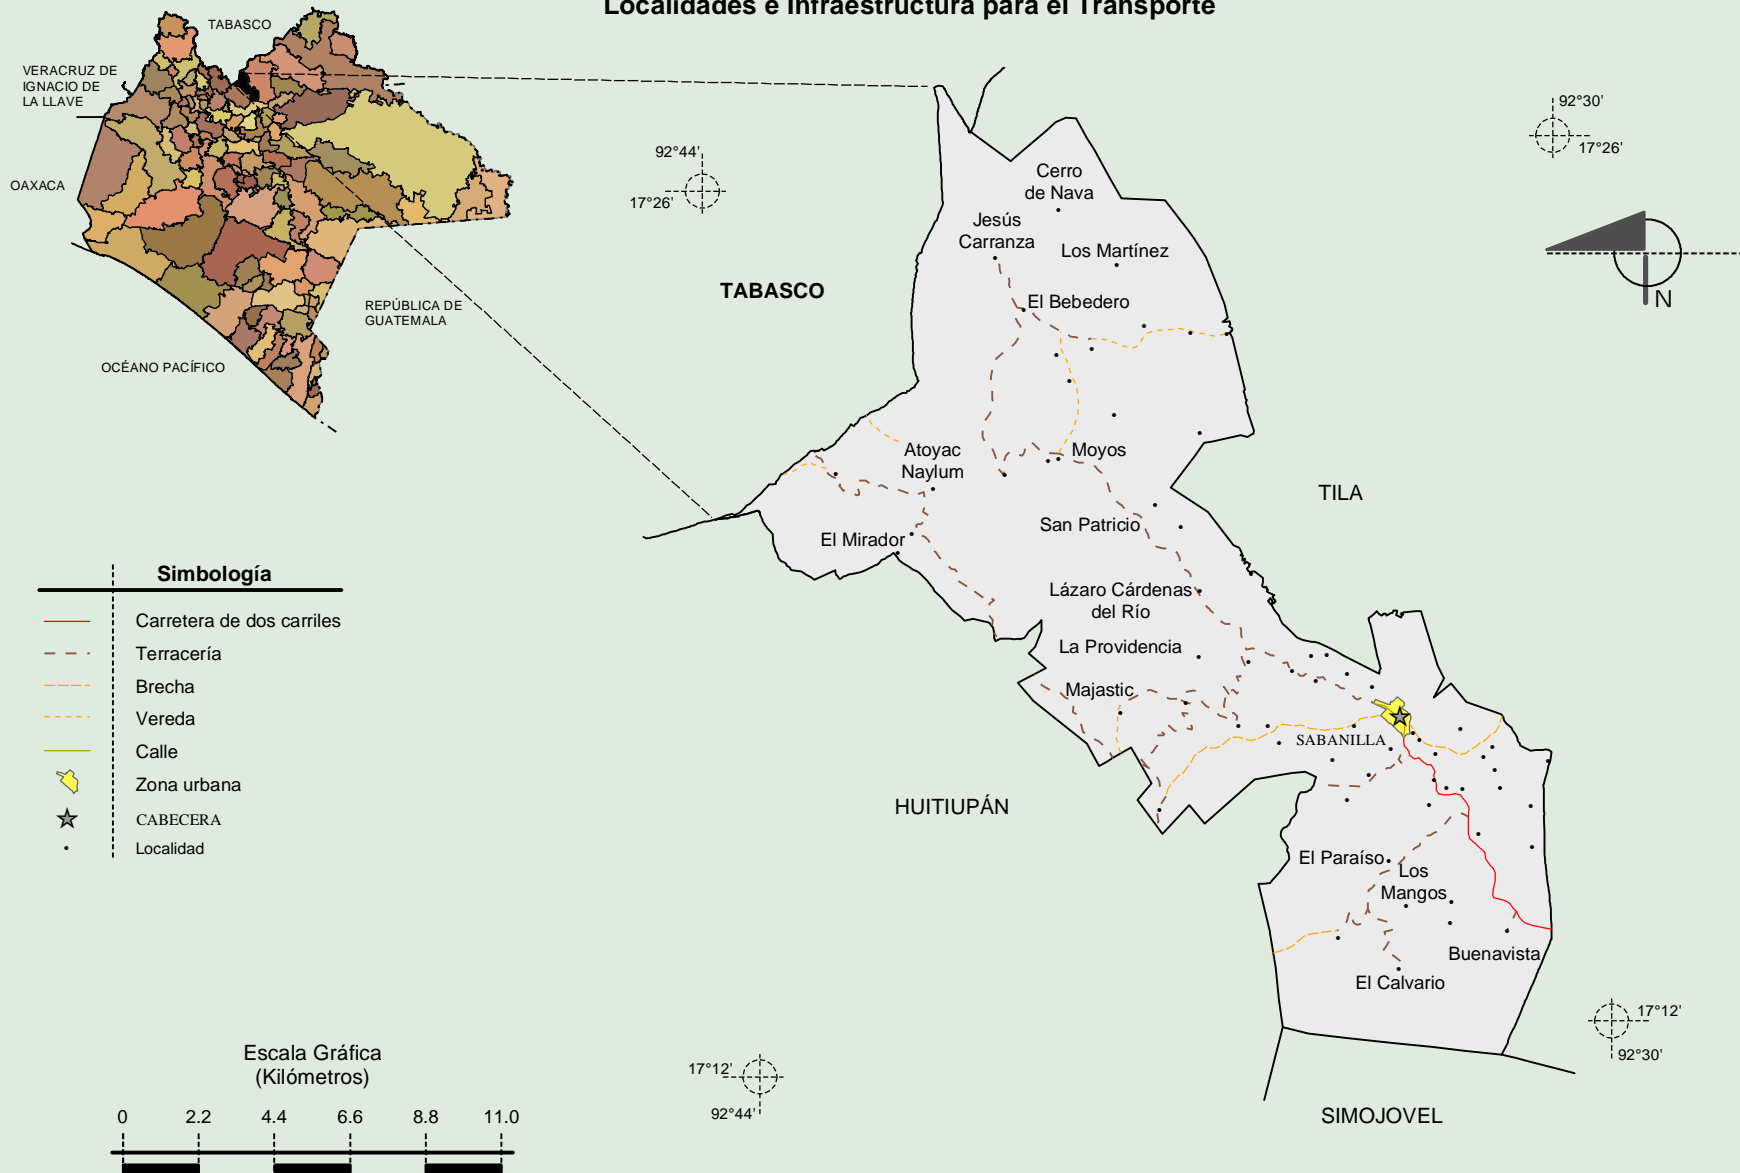 Localidades e Infraestructura para el Transporte
TABASCO
VERACRUZ DE
IGNACIO DE
LA LLAVE
OAXACA
REPÚBLICA DE
GUATEMALA
OCÉANO PACÍFICO
92°44'
17°26'
92°30'
17°26'
N
TABASCO
Cerro
de Nava
Jesús
Carranza
Los Martínez
El Bebedero
Atoyac
Naylum
Moyos
TILA
San Patricio
El Mirador
Lázaro Cárdenas
del Río
La Providencia
Majastic
SABANILLA
HUITIUPÁN
El Paraíso
Los
Mangos
Buenavista
El Calvario
Simbología
Carretera de dos carriles
Terracería
Brecha
Vereda
Calle
Zona urbana
CABECERA
Localidad
17°12'
92°30'
17°12'
92°44'
SIMOJOVEL
Escala Gráfica
(Kilómetros)
0 2.2 4.4 6.6 8.8 11.0